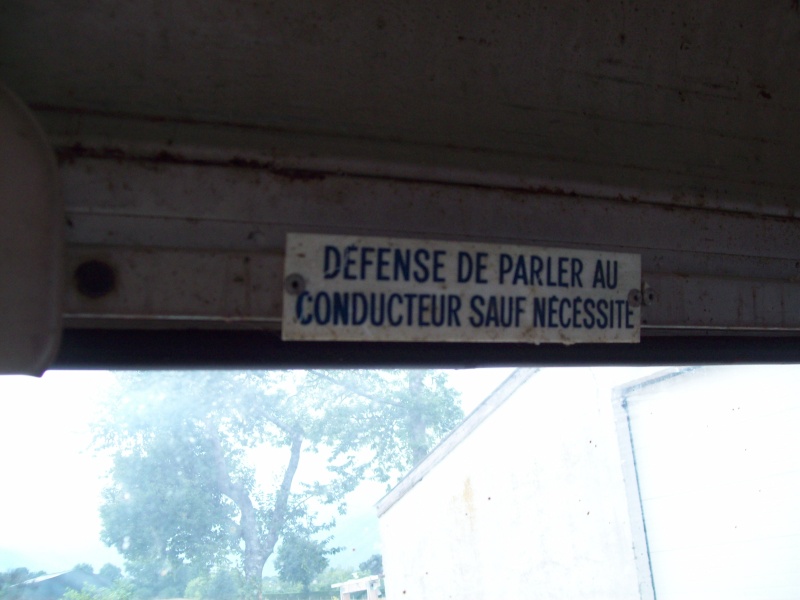 DÉFENSE DE PARLER AU
CONDUCTEUR SAUF NÉCESSITÉ